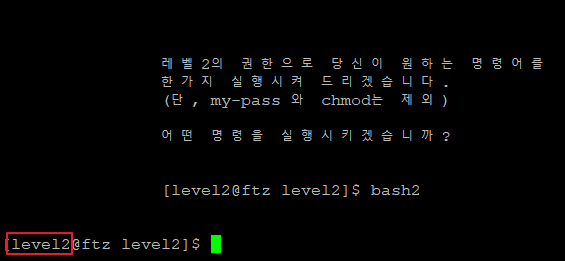 레벨2의 권한으로 당신이 원하는 명령어를
한가지 실행시켜 드리겠습니다.
(단, my-pass 와 chmod는 제외)
어떤 명령을 실행시키겠습니까?
[level2@ftz level2]$ bash2
[level2@ftz level2]$